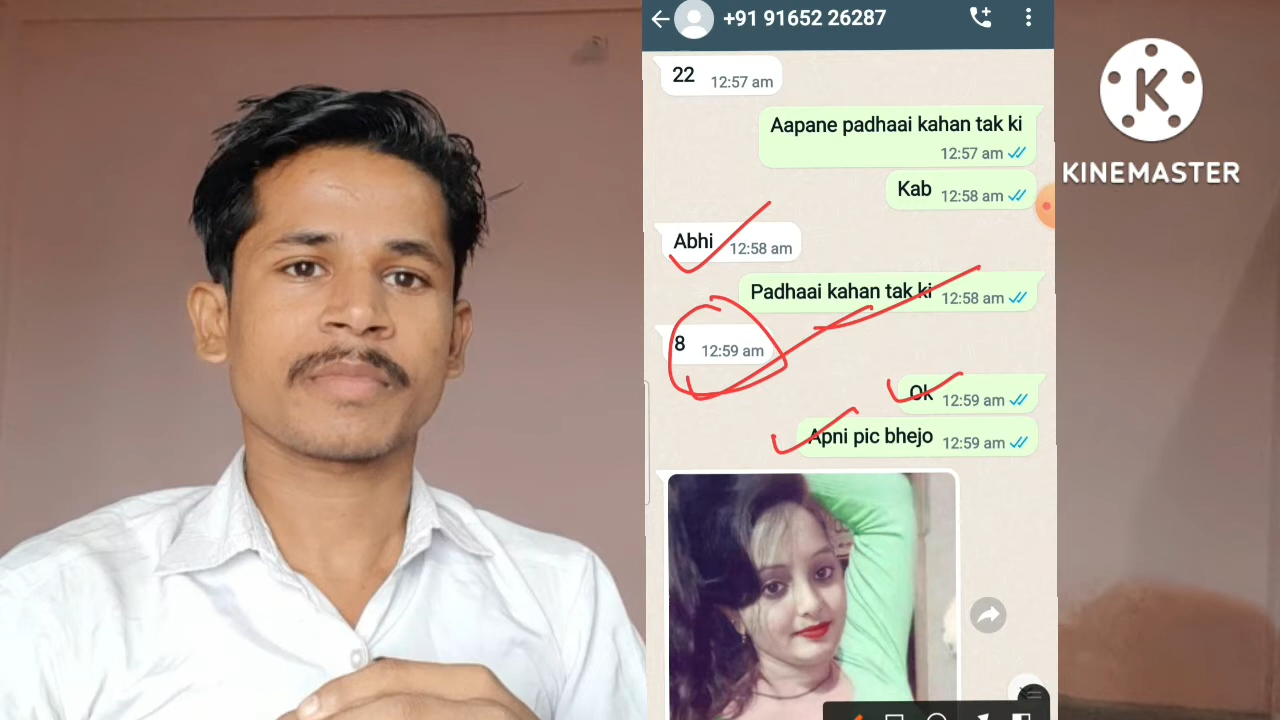 +91 91652 26287
22 12:57 am
Aapane padhaai kahan tak ki
12:57 am
Kab 12:58 am
Abhi 12:58 am
Padhaai kahan tak ki 12:58 am
8 12:59 am
Ok 12:59 am
Apni pic bhejo 12:59 am
K
KINEMASTER